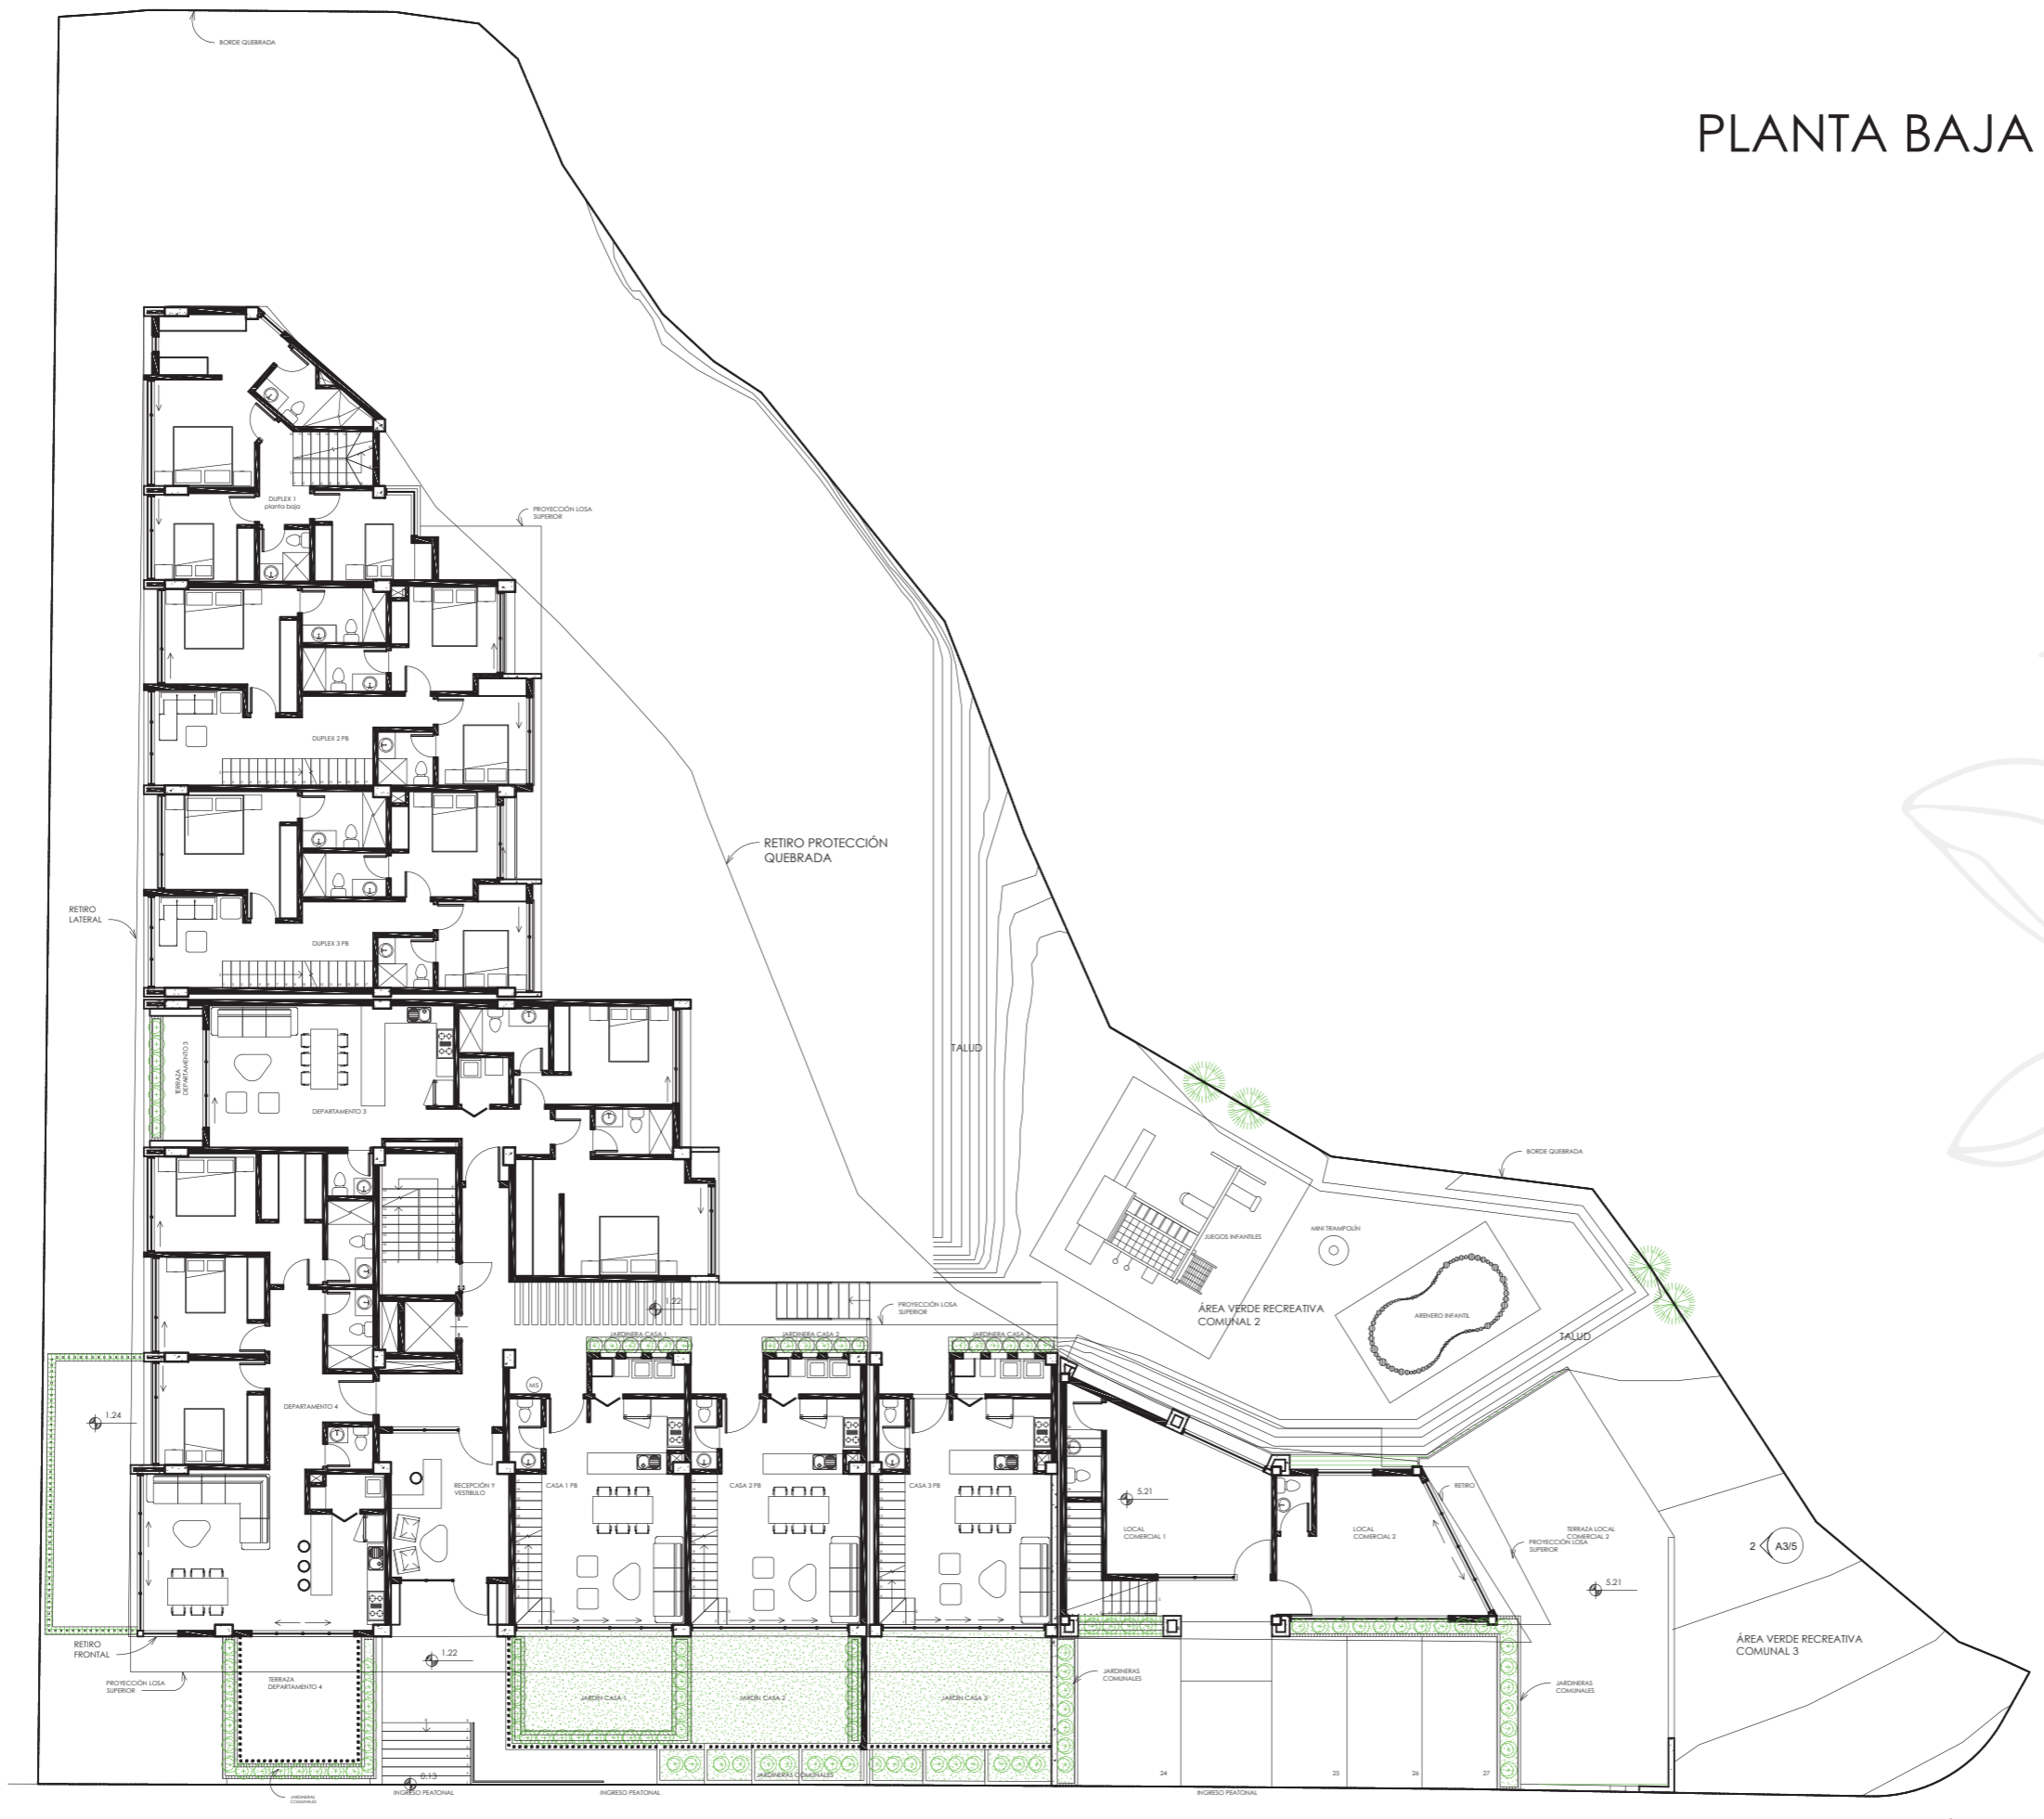 BORDE QUEBRADA
PLANTA BAJA
DUPLEX 1
planta baja
PROYECCIÓN LOSA
SUPERIOR
DUPLEX 2 PB
RETIRO PROTECCIÓN
QUEBRADA
RETIRO
LATERAL
DUPLEX 3 PB
TERRAZA
DEPARTAMENTO 3
DEPARTAMENTO 3
TALUD
BORDE QUEBRADA
JUEGOS INFANTILES
MINI TRAMPOLÍN
ÁREA VERDE RECREATIVA
COMUNAL 2
ARENERO INFANTIL
TALUD
1.22
PROYECCIÓN LOSA
SUPERIOR
JARDINERA CASA 1
JARDINERA CASA 2
JARDINERA CASA 3
MS
1.24
DEPARTAMENTO 4
RECEPCIÓN Y
VESTIBULO
CASA 1 PB
CASA 2 PB
CASA 3 PB
5.21
LOCAL
COMERCIAL 1
LOCAL
COMERCIAL 2
RETIRO
TERRAZA LOCAL
COMERCIAL 2
PROYECCIÓN LOSA
SUPERIOR
2
A3/5
5.21
RETIRO
FRONTAL
1.22
PROYECCIÓN LOSA
SUPERIOR
TERRAZA
DEPARTAMENTO 4
JARDÍN CASA 1
JARDÍN CASA 2
JARDÍN CASA 3
JARDINERAS
COMUNALES
JARDINERAS
COMUNALES
ÁREA VERDE RECREATIVA
COMUNAL 3
JARDINERAS COMUNALES
24
25
26
27
0.13
INGRESO PEATONAL
INGRESO PEATONAL
INGRESO PEATONAL
JARDINERAS
COMUNALES